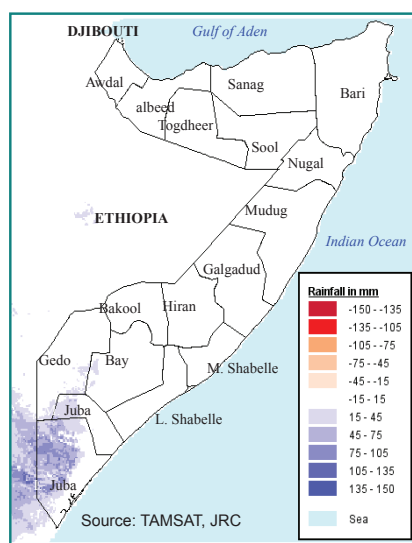 DJIBOUTI
Gulf of Aden
Awdal
Sanag
Bari
albeed
Togdheer
Sool
Nugal
ETHIOPIA
Mudug
Indian Ocean
Galgadud
Bakool
Hiran
Gedo
Bay
M. Shabelle
Juba
L. Shabelle
Juba
Source: TAMSAT, JRC
Rainfall in mm
-150 - -135
-135 - -105
-105 - -75
-75 - -45
-45 - -15
-15 - 15
15 - 45
45 - 75
75 - 105
105 - 135
135 - 150
Sea